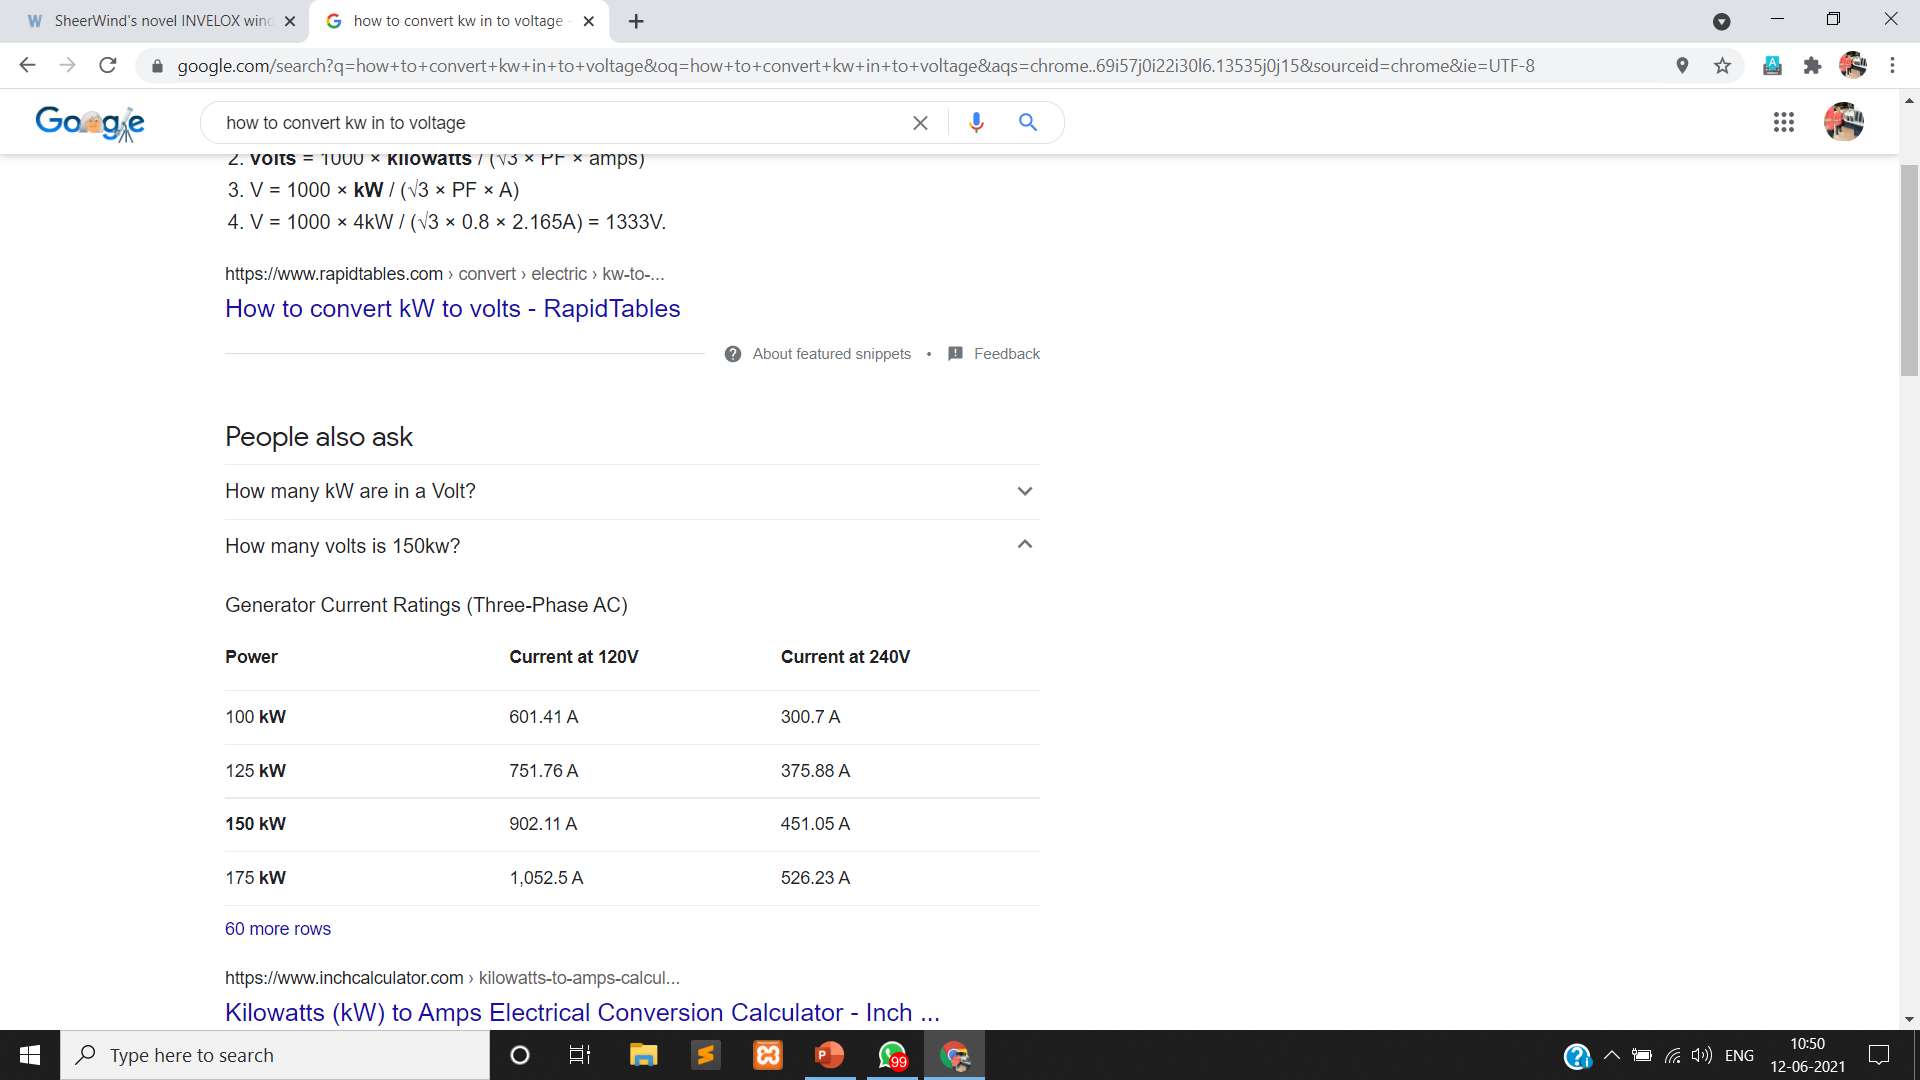 W SheerWind's novel INVELOX wind
how to convert kw in to voltage
google.com/search?q=how+to+convert+kw+in+to+voltage&oq=how+to+convert+kw+in+to+voltage&aqs=chrome..69i57j0i22i30l6.13535j0j15&sourceid=chrome&ie=UTF-8
Google
how to convert kw in to voltage
2. volts = 1000 × kilowatts / (√3 × PF × amps)
3. V = 1000 × kW / (√3 × PF × A)
4. V = 1000 × 4kW / (√3 × 0.8 × 2.165A) = 1333V.
https://www.rapidtables.com › convert › electric › kw-to-...
How to convert kW to volts - RapidTables
About featured snippets • Feedback
People also ask
How many kW are in a Volt?
How many volts is 150kw?
Generator Current Ratings (Three-Phase AC)
Power Current at 120V Current at 240V
100 kW 601.41 A 300.7 A
125 kW 751.76 A 375.88 A
150 kW 902.11 A 451.05 A
175 kW 1,052.5 A 526.23 A
60 more rows
https://www.inchcalculator.com › kilowatts-to-amps-calcul...
Kilowatts (kW) to Amps Electrical Conversion Calculator - Inch ...
Type here to search
99
ENG
10:50
12-06-2021